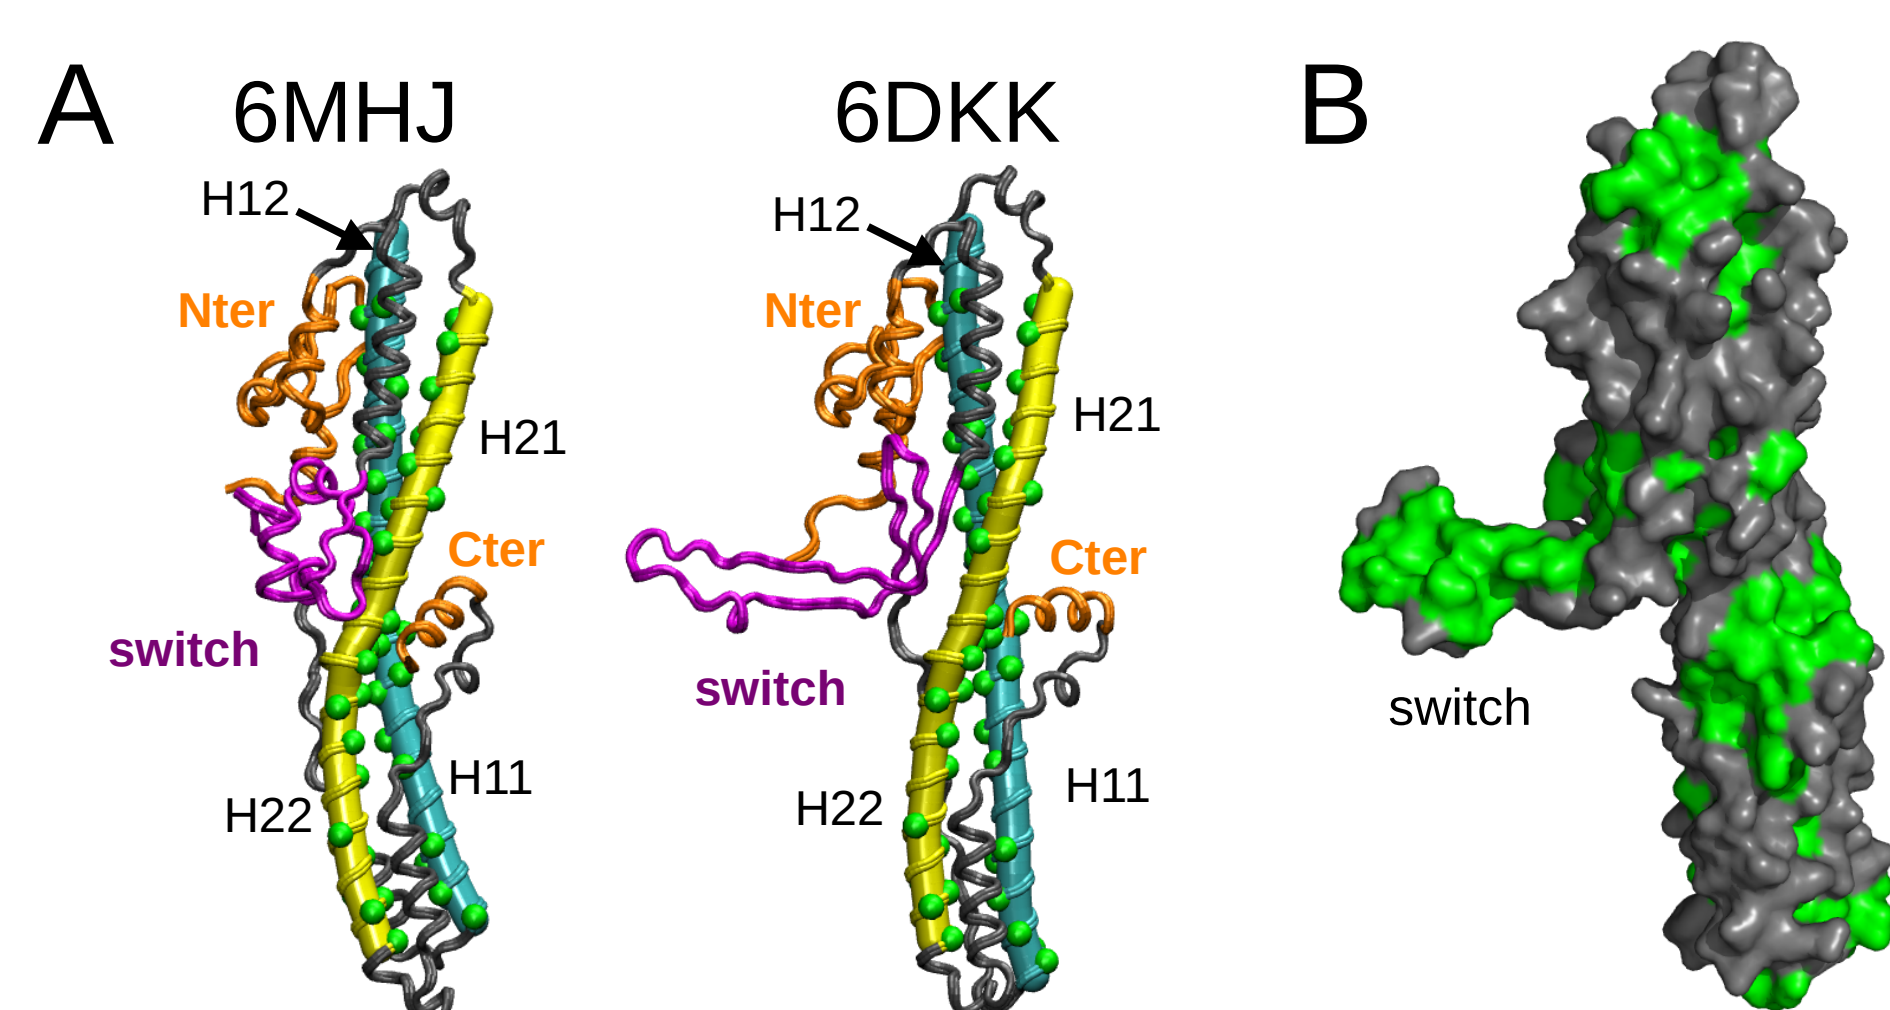 A
6MHJ
6DKK
B
H12
H12
Nter
Nter
H21
H21
Cter
Cter
switch
switch
switch
H11
H11
H22
H22